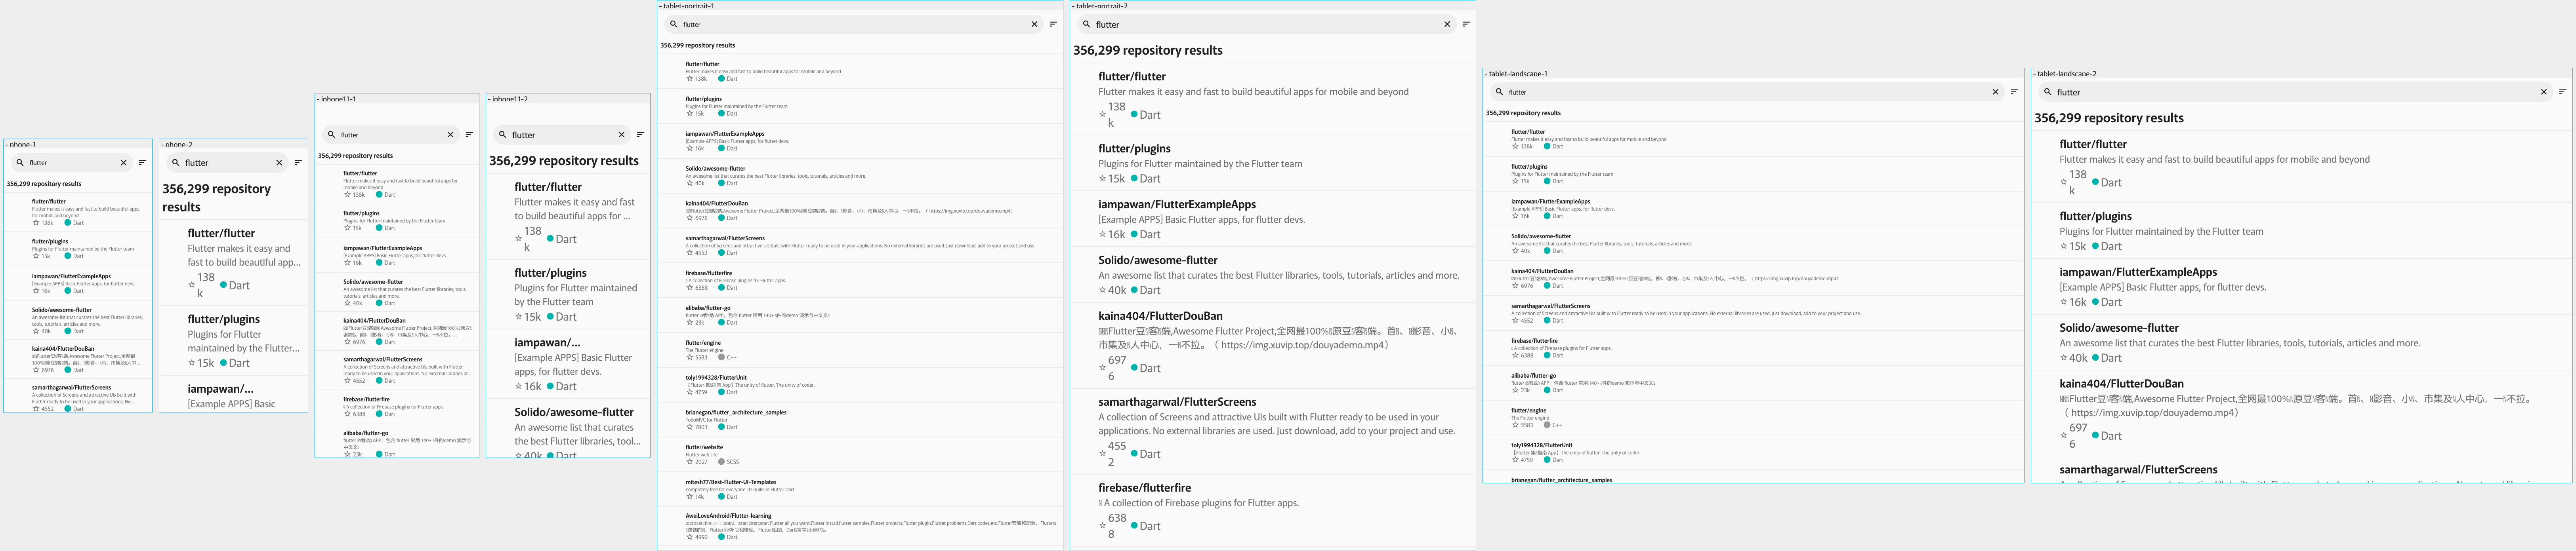 - phone-1
flutter
356,299 repository results
flutter/flutter
Flutter makes it easy and fast to build beautiful apps
for mobile and beyond
138k Dart
flutter/plugins
Plugins for Flutter maintained by the Flutter team
15k Dart
iampawan/FlutterExampleApps
[Example APPS] Basic Flutter apps, for flutter devs.
16k Dart
Solido/awesome-flutter
An awesome list that curates the best Flutter libraries,
tools, tutorials, articles and more.
40k Dart
kaina404/FlutterDouBan
6976 Dart
samarthagarwal/FlutterScreens
A collection of Screens and attractive UIs built with
Flutter ready to be used in your applications. No ...
4552 Dart
- phone-2
flutter
356,299 repository
results
flutter/flutter
Flutter makes it easy and
fast to build beautiful app...
138
k
Dart
flutter/plugins
Plugins for Flutter
maintained by the Flutter...
15k Dart
iampawan/...
[Example APPS] Basic
- iphone11-1
flutter
356,299 repository results
flutter/flutter
Flutter makes it easy and fast to build beautiful apps for
mobile and beyond
138k Dart
flutter/plugins
Plugins for Flutter maintained by the Flutter team
15k Dart
iampawan/FlutterExampleApps
[Example APPS] Basic Flutter apps, for flutter devs.
16k Dart
Solido/awesome-flutter
An awesome list that curates the best Flutter libraries, tools,
tutorials, articles and more.
40k Dart
kaina404/FlutterDouBan
6976 Dart
samarthagarwal/FlutterScreens
A collection of Screens and attractive UIs built with Flutter
ready to be used in your applications. No external libraries ar...
4552 Dart
firebase/flutterfire
A collection of Firebase plugins for Flutter apps.
6388 Dart
alibaba/flutter-go
23k Dart
- iphone11-2
flutter
356,299 repository results
flutter/flutter
Flutter makes it easy and fast
to build beautiful apps for ...
138
k
Dart
flutter/plugins
Plugins for Flutter maintained
by the Flutter team
15k Dart
iampawan/...
[Example APPS] Basic Flutter
apps, for flutter devs.
16k Dart
Solido/awesome-flutter
An awesome list that curates
the best Flutter libraries, tool...
40k Dart
- tablet-portrait-1
flutter
356,299 repository results
flutter/flutter
Flutter makes it easy and fast to build beautiful apps for mobile and beyond
138k Dart
flutter/plugins
Plugins for Flutter maintained by the Flutter team
15k Dart
iampawan/FlutterExampleApps
[Example APPS] Basic Flutter apps, for flutter devs.
16k Dart
Solido/awesome-flutter
An awesome list that curates the best Flutter libraries, tools, tutorials, articles and more.
40k Dart
kaina404/FlutterDouBan
6976 Dart
samarthagarwal/FlutterScreens
A collection of Screens and attractive UIs built with Flutter ready to be used in your applications. No external libraries are used. Just download, add to your project and use.
4552 Dart
firebase/flutterfire
A collection of Firebase plugins for Flutter apps.
6388 Dart
alibaba/flutter-go
23k Dart
flutter/engine
The Flutter engine
5583 C++
toly1994328/FlutterUnit
The unity of flutter, The unity of coder.
4759 Dart
brianegan/flutter_architecture_samples
TodoMVC for Flutter
7803 Dart
flutter/website
Flutter web site
2027 SCSS
mitesh77/Best-Flutter-UI-Templates
completely free for everyone. Its build-in Flutter Dart.
14k Dart
AweiLoveAndroid/Flutter-learning
4992 Dart
- tablet-portrait-2
flutter
356,299 repository results
flutter/flutter
Flutter makes it easy and fast to build beautiful apps for mobile and beyond
138
k
Dart
flutter/plugins
Plugins for Flutter maintained by the Flutter team
15k Dart
iampawan/FlutterExampleApps
[Example APPS] Basic Flutter apps, for flutter devs.
16k Dart
Solido/awesome-flutter
An awesome list that curates the best Flutter libraries, tools, tutorials, articles and more.
40k Dart
kaina404/FlutterDouBan
Flutter豆客端,Awesome Flutter Project,全网最100%原豆客端。首、影音、小、
市集及人中心，一不拉。（ https://img.xuvip.top/douyademo.mp4）
697
6
Dart
samarthagarwal/FlutterScreens
A collection of Screens and attractive UIs built with Flutter ready to be used in your
applications. No external libraries are used. Just download, add to your project and use.
455
2
Dart
firebase/flutterfire
A collection of Firebase plugins for Flutter apps.
638
8
Dart
- tablet-landscape-1
flutter
356,299 repository results
flutter/flutter
Flutter makes it easy and fast to build beautiful apps for mobile and beyond
138k Dart
flutter/plugins
Plugins for Flutter maintained by the Flutter team
15k Dart
iampawan/FlutterExampleApps
[Example APPS] Basic Flutter apps, for flutter devs.
16k Dart
Solido/awesome-flutter
An awesome list that curates the best Flutter libraries, tools, tutorials, articles and more.
40k Dart
kaina404/FlutterDouBan
6976 Dart
samarthagarwal/FlutterScreens
A collection of Screens and attractive UIs built with Flutter ready to be used in your applications. No external libraries are used. Just download, add to your project and use.
4552 Dart
firebase/flutterfire
A collection of Firebase plugins for Flutter apps.
6388 Dart
alibaba/flutter-go
23k Dart
flutter/engine
The Flutter engine
5583 C++
toly1994328/FlutterUnit
The unity of flutter, The unity of coder.
4759 Dart
brianegan/flutter_architecture_samples
- tablet-landscape-2
flutter
356,299 repository results
flutter/flutter
Flutter makes it easy and fast to build beautiful apps for mobile and beyond
138
k
Dart
flutter/plugins
Plugins for Flutter maintained by the Flutter team
15k Dart
iampawan/FlutterExampleApps
[Example APPS] Basic Flutter apps, for flutter devs.
16k Dart
Solido/awesome-flutter
An awesome list that curates the best Flutter libraries, tools, tutorials, articles and more.
40k Dart
kaina404/FlutterDouBan
Flutter豆客端,Awesome Flutter Project,全网最100%原豆客端。首、影音、小、市集及人中心，一不拉。
（ https://img.xuvip.top/douyademo.mp4）
697
6
Dart
samarthagarwal/FlutterScreens